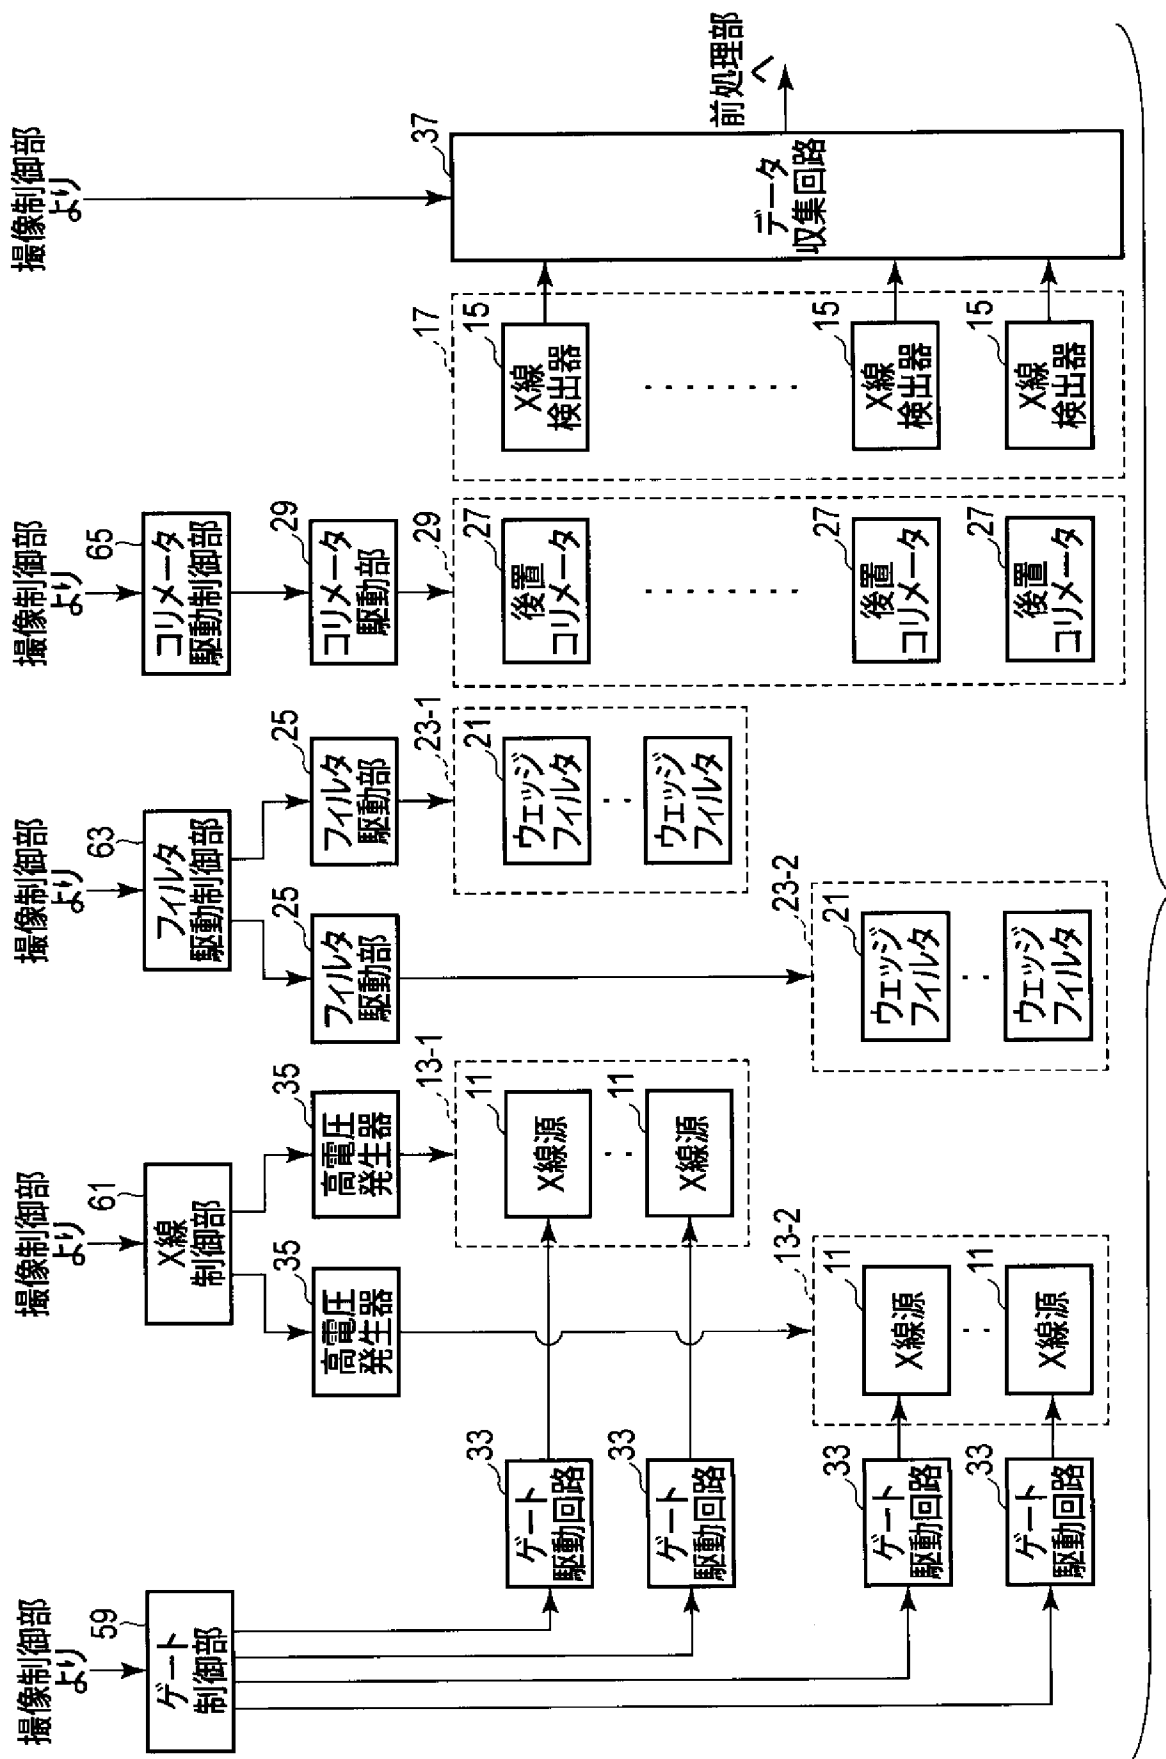 撮像制御部
より
59
ゲート
制御部
撮像制御部
より
61
X線
制御部
撮像制御部
より
63
フィルタ
駆動制御部
撮像制御部
より
65
コリメータ
駆動制御部
撮像制御部
より
35
高電圧
発生器
35
高電圧
発生器
25
フィルタ
駆動部
25
フィルタ
駆動部
29
コリメータ
駆動部
37
データ
収集回路
前処理部
へ
33
ゲート
駆動回路
33
ゲート
駆動回路
33
ゲート
駆動回路
33
ゲート
駆動回路
13-1
11
X線源
‥
11
X線源
13-2
11
X線源
‥
11
X線源
23-1
21
ウェッジ
フィルタ
‥
ウェッジ
フィルタ
23-2
21
ウェッジ
フィルタ
‥
ウェッジ
フィルタ
29
27
後置
コリメータ
........
27
後置
コリメータ
27
後置
コリメータ
17
15
X線
検出器
........
15
X線
検出器
15
X線
検出器